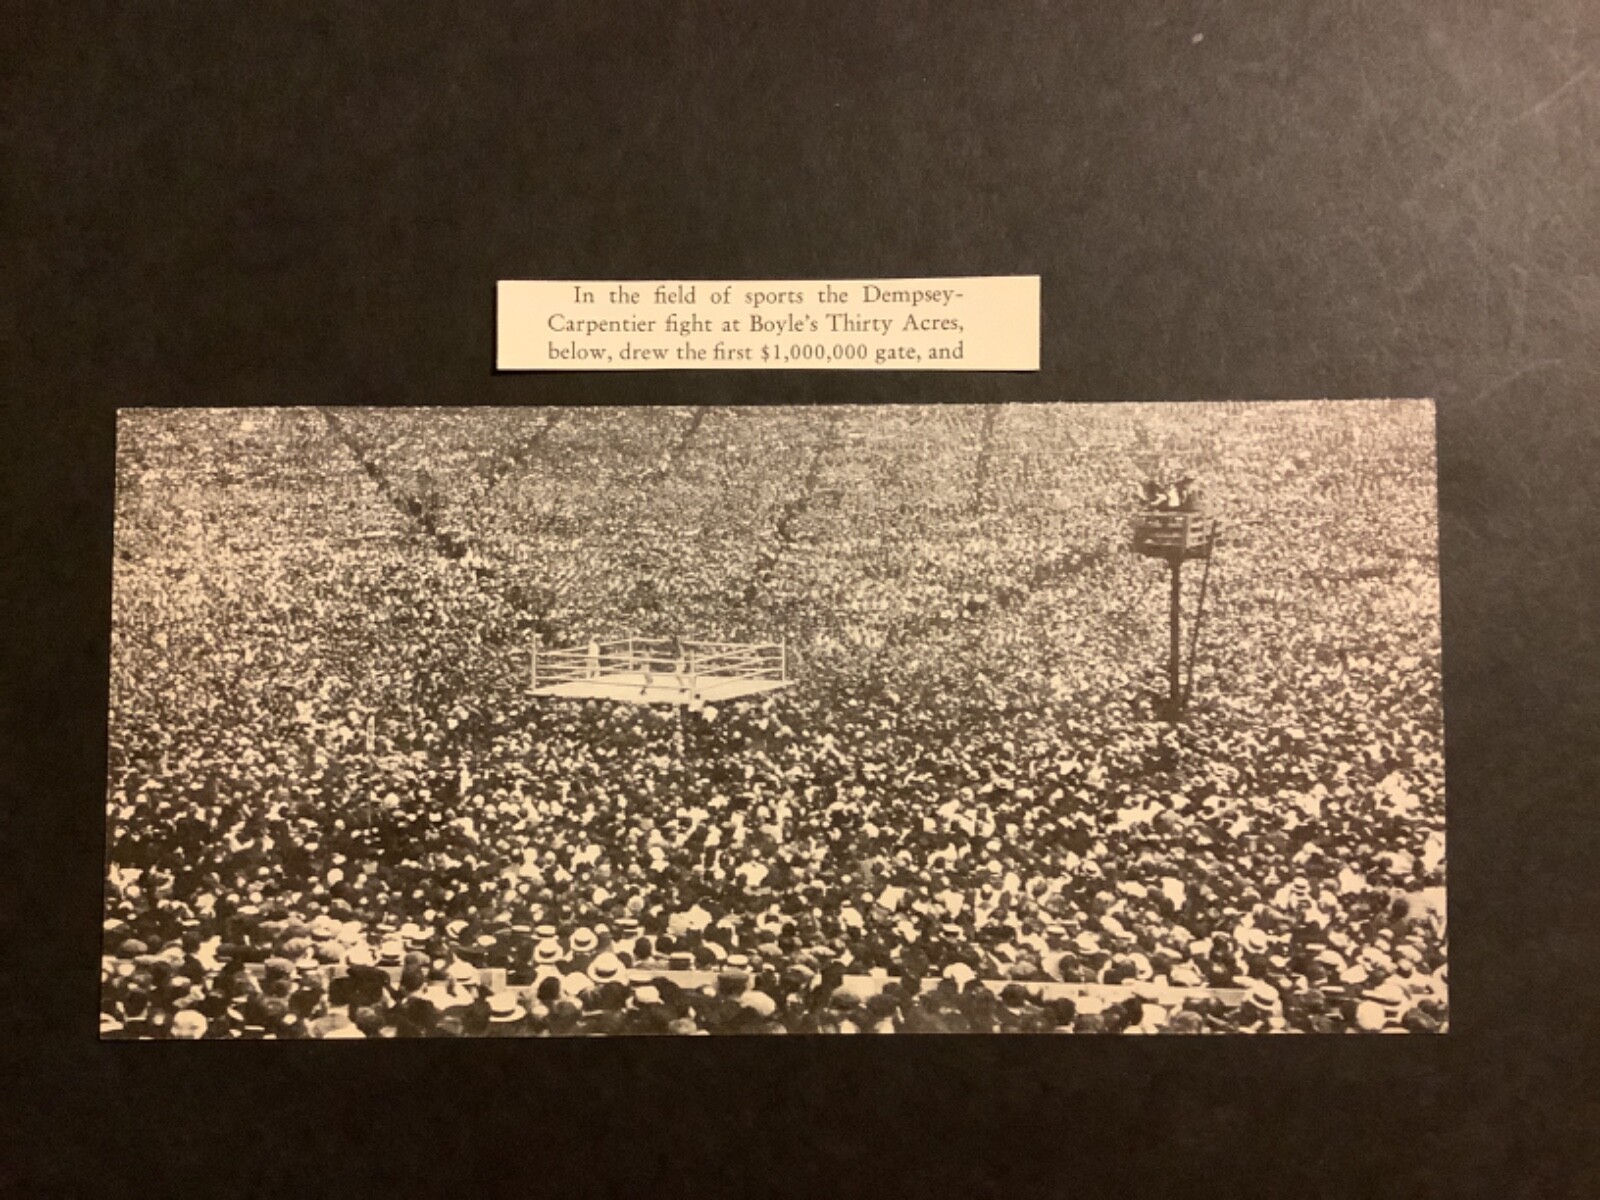 In the field of sports the Dempsey-
Carpentier fight at Boyle's Thirty Acres,
below, drew the first $1,000,000 gate, and